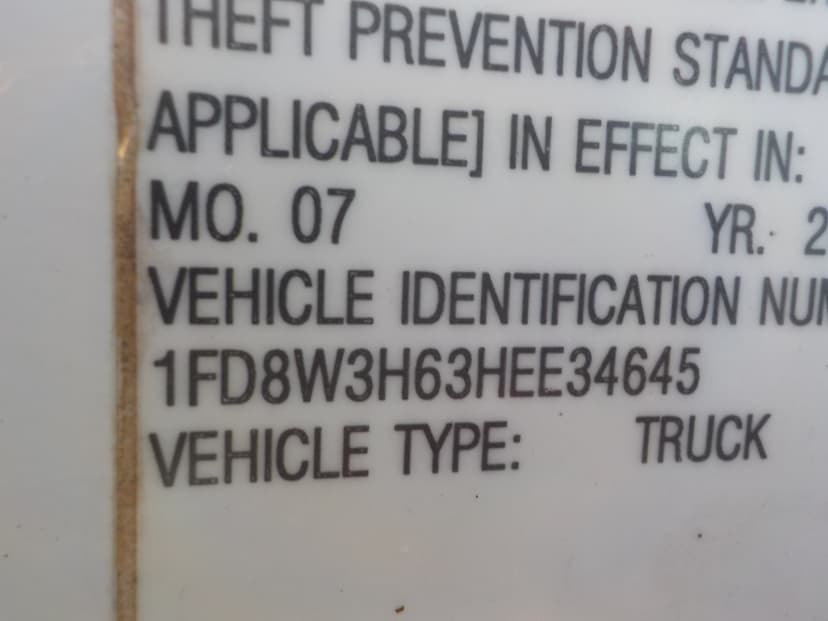 THEFT PREVENTION STANDA
APPLICABLE] IN EFFECT IN:
MO. 07 YR. 2
VEHICLE IDENTIFICATION NUM
1FD8W3H63HEE34645
VEHICLE TYPE: TRUCK